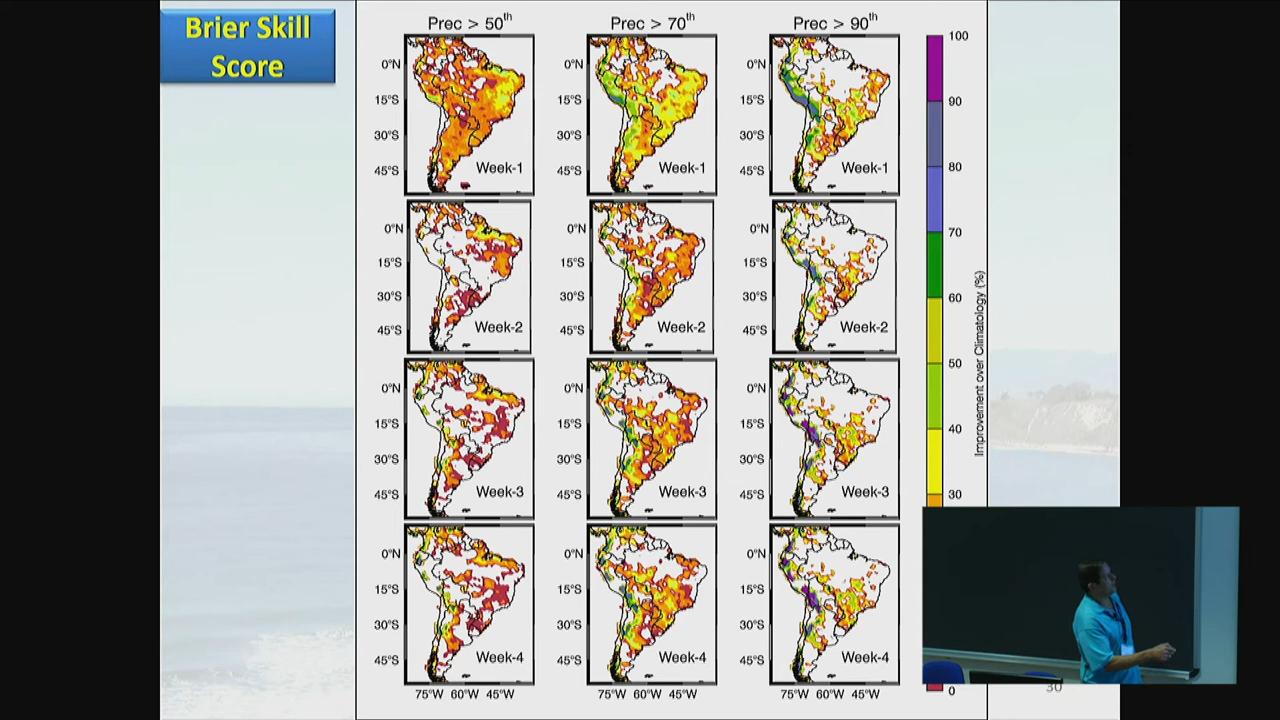 Brier Skill
Score
Prec > 50th
Prec > 70th
Prec > 90th
0°N
15°S
30°S
45°S
Week-1
0°N
15°S
30°S
45°S
Week-1
0°N
15°S
30°S
45°S
Week-1
0°N
15°S
30°S
45°S
Week-2
0°N
15°S
30°S
45°S
Week-2
0°N
15°S
30°S
45°S
Week-2
0°N
15°S
30°S
45°S
Week-3
0°N
15°S
30°S
45°S
Week-3
0°N
15°S
30°S
45°S
Week-3
0°N
15°S
30°S
45°S
Week-4
0°N
15°S
30°S
45°S
Week-4
0°N
15°S
30°S
45°S
Week-4
75°W 60°W 45°W
75°W 60°W 45°W
75°W 60°W 45°W
100
90
80
70
60
50
40
30
0
Improvement over Climatology (%)
30